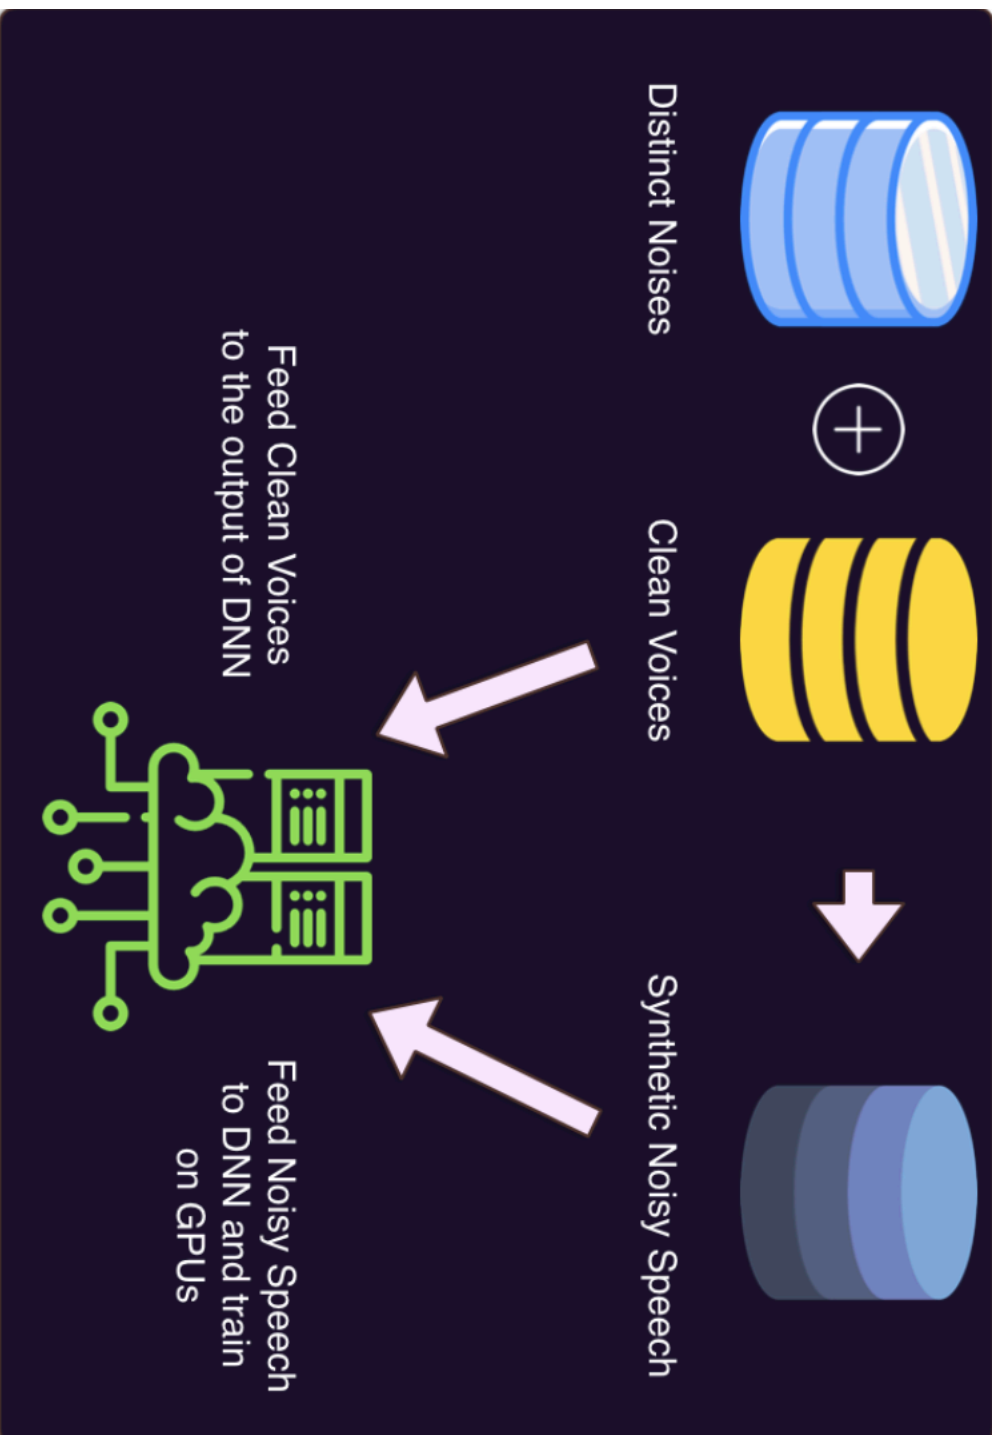 Distinct Noises
Clean Voices
Synthetic Noisy Speech
Feed Clean Voices
to the output of DNN
Feed Noisy Speech
to DNN and train
on GPUs